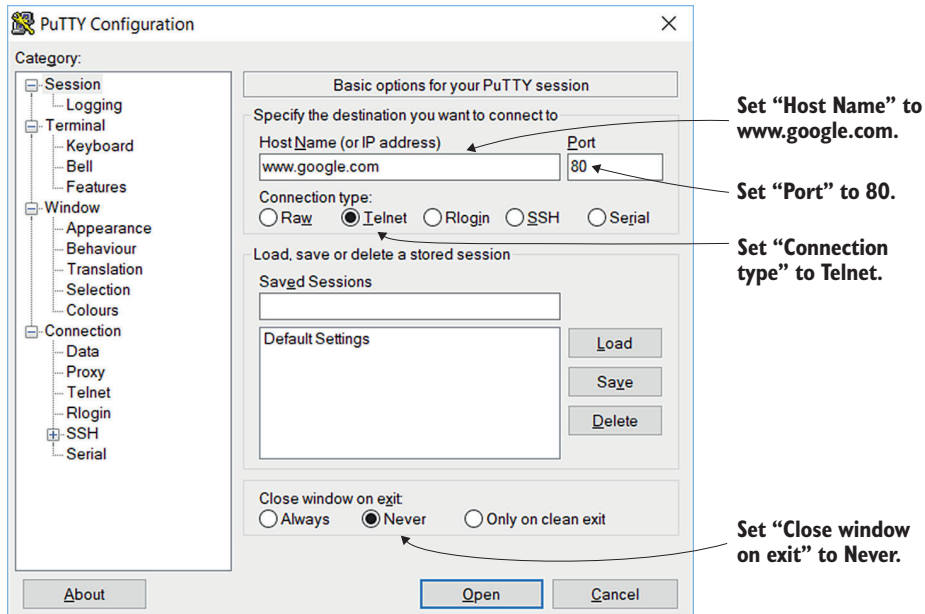 PuTTY Configuration
Category:
Session
Logging
Terminal
Keyboard
Bell
Features
Window
Appearance
Behaviour
Translation
Selection
Colours
Connection
Data
Proxy
Telnet
Rlogin
SSH
Serial
Basic options for your PuTTY session
Specify the destination you want to connect to
Host Name (or IP address) Port
www.google.com 80
Connection type:
Raw Telnet Rlogin SSH Serial
Load, save or delete a stored session
Saved Sessions
Default Settings
Load
Save
Delete
Close window on exit:
Always Never Only on clean exit
About Open Cancel
Set “Host Name” to
www.google.com.
Set “Port” to 80.
Set “Connection
type” to Telnet.
Set “Close window
on exit” to Never.